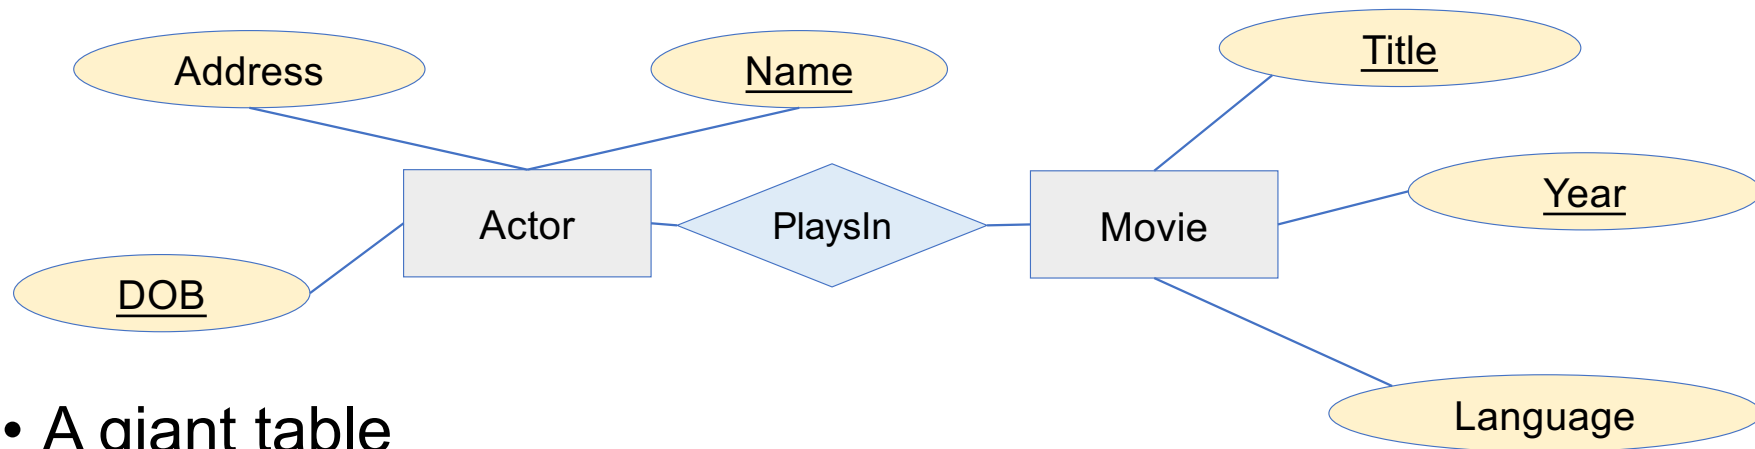 Address
Name
Title
Year
Actor
PlaysIn
Movie
DOB
Language
• A giant table